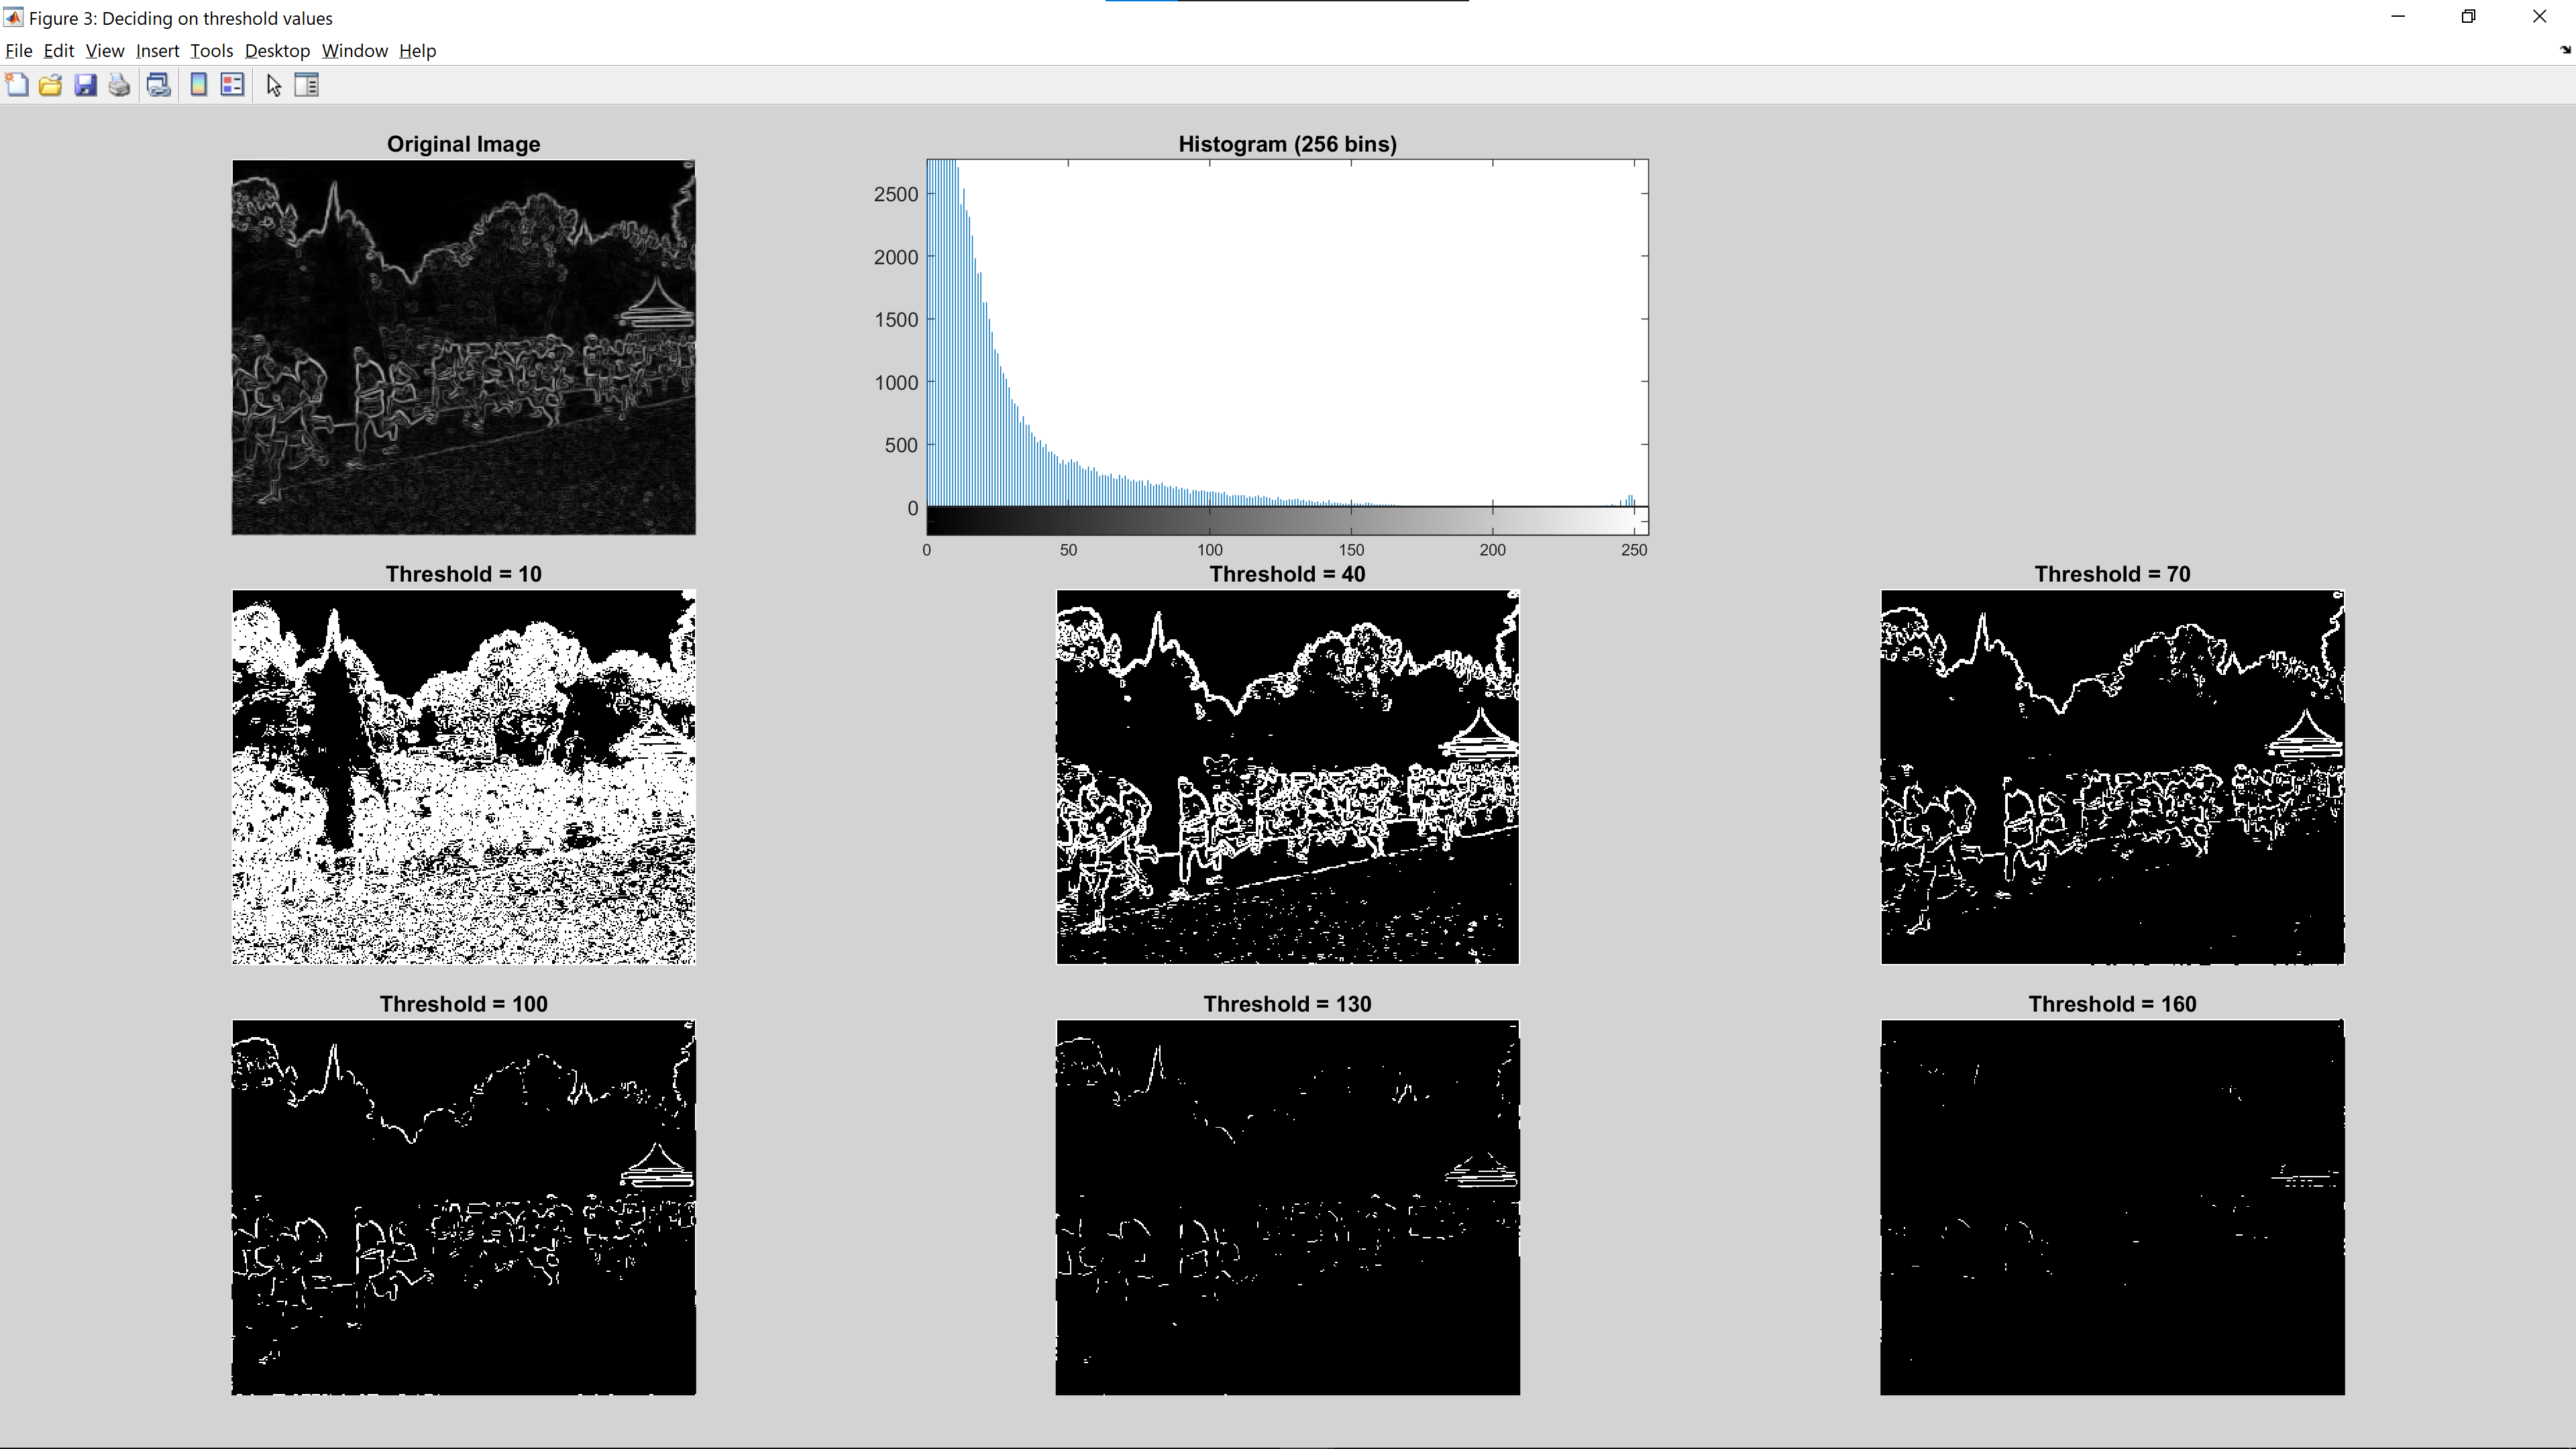 Figure 3: Deciding on threshold values
File Edit View Insert Tools Desktop Window Help
Original Image
Histogram (256 bins)
2500
2000
1500
1000
500
0
0 50 100 150 200 250
Threshold = 10
Threshold = 40
Threshold = 70
Threshold = 100
Threshold = 130
Threshold = 160